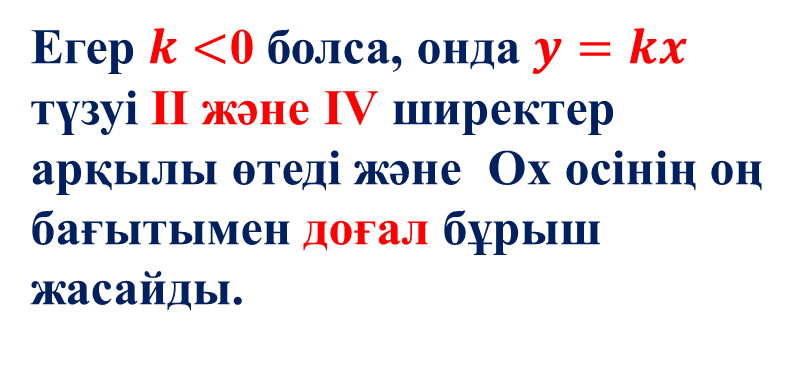 Егер k <0 болса, онда y = kx
түзуі II және IV ширектер
арқылы өтеді және Ох осінің оң
бағытымен доғал бұрыш
жасайды.